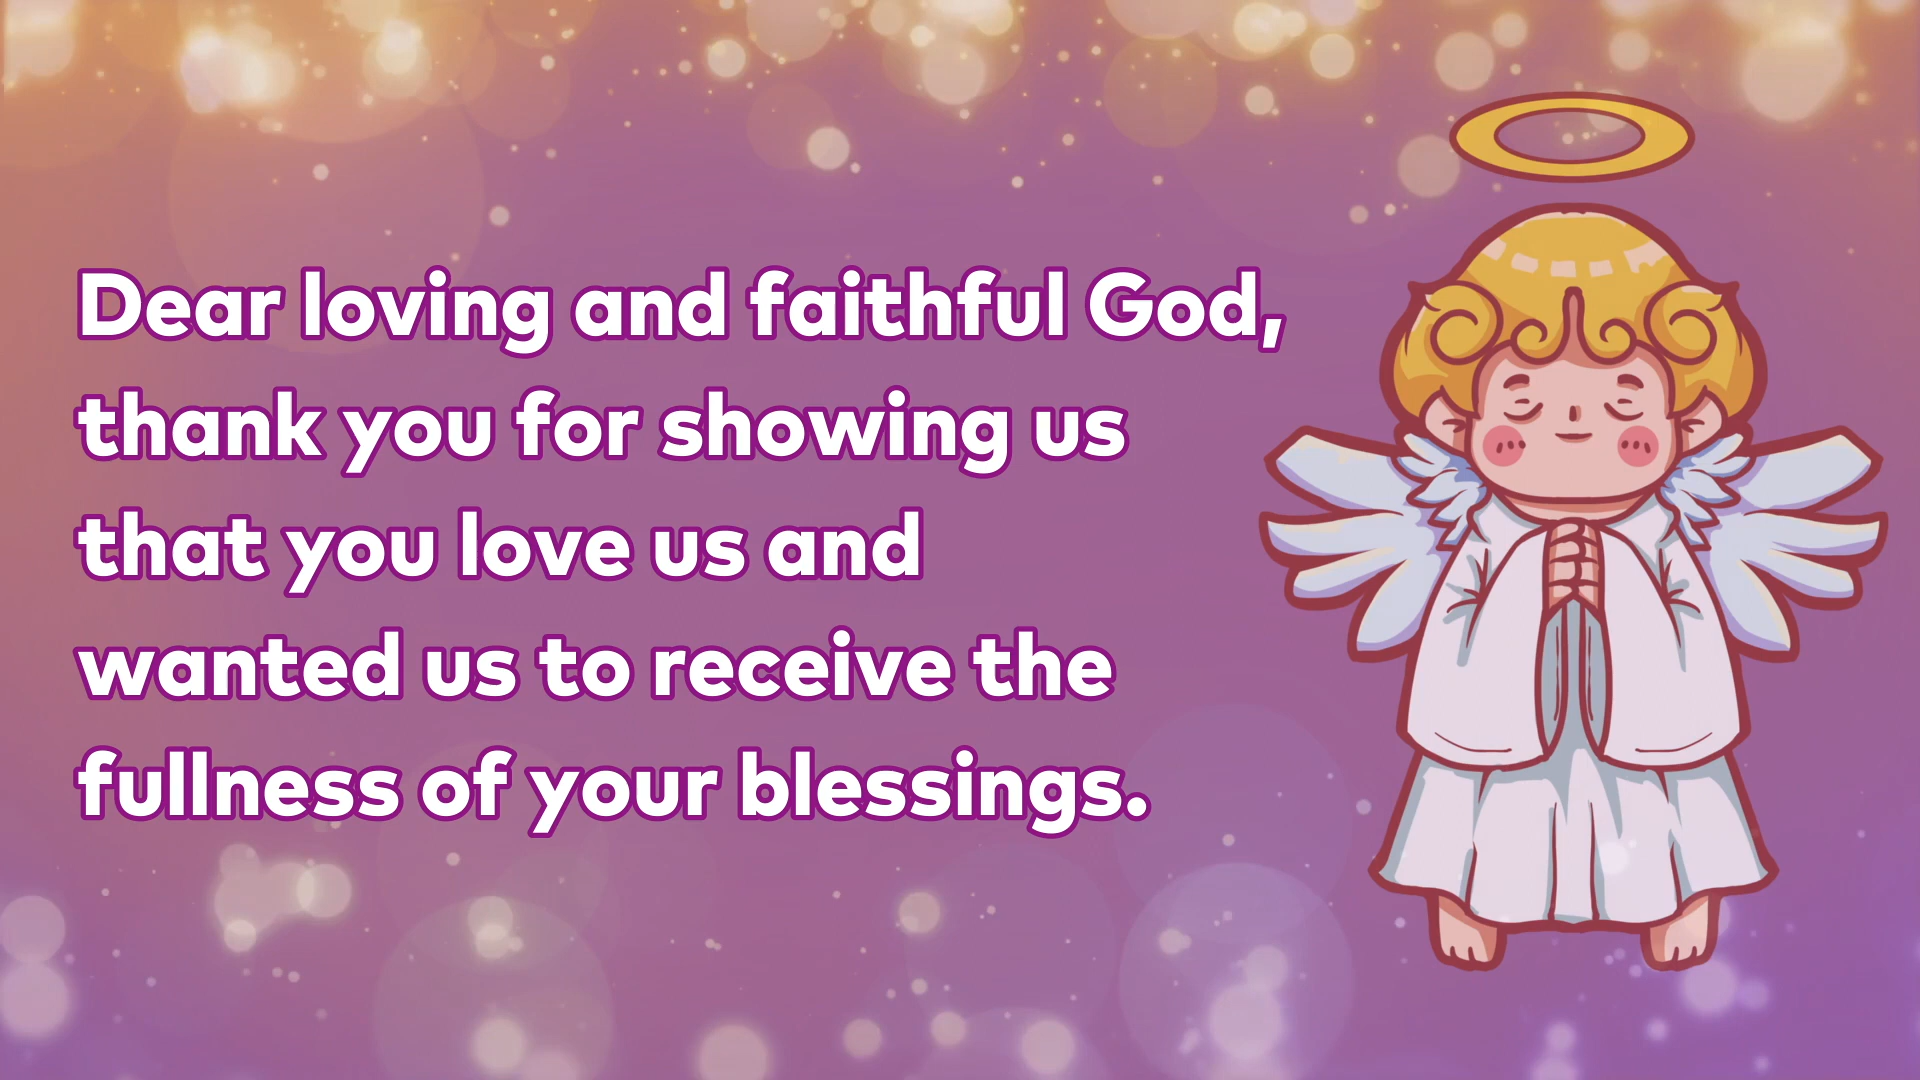 Dear loving and faithful God,
thank you for showing us
that you love us and
wanted us to receive the
fullness of your blessings.